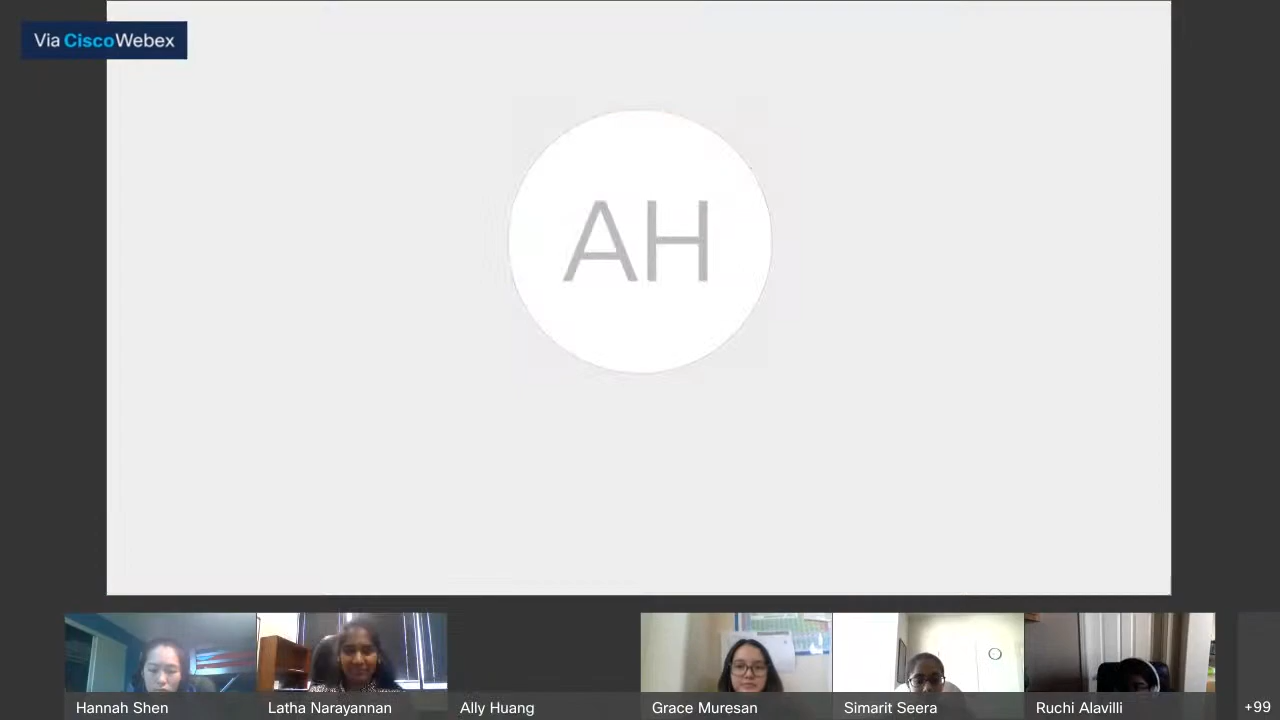 Via CiscoWebex
AH
Hannah Shen
Latha Narayannan
Ally Huang
Grace Muresan
Simarit Seera
Ruchi Alavilli
+99